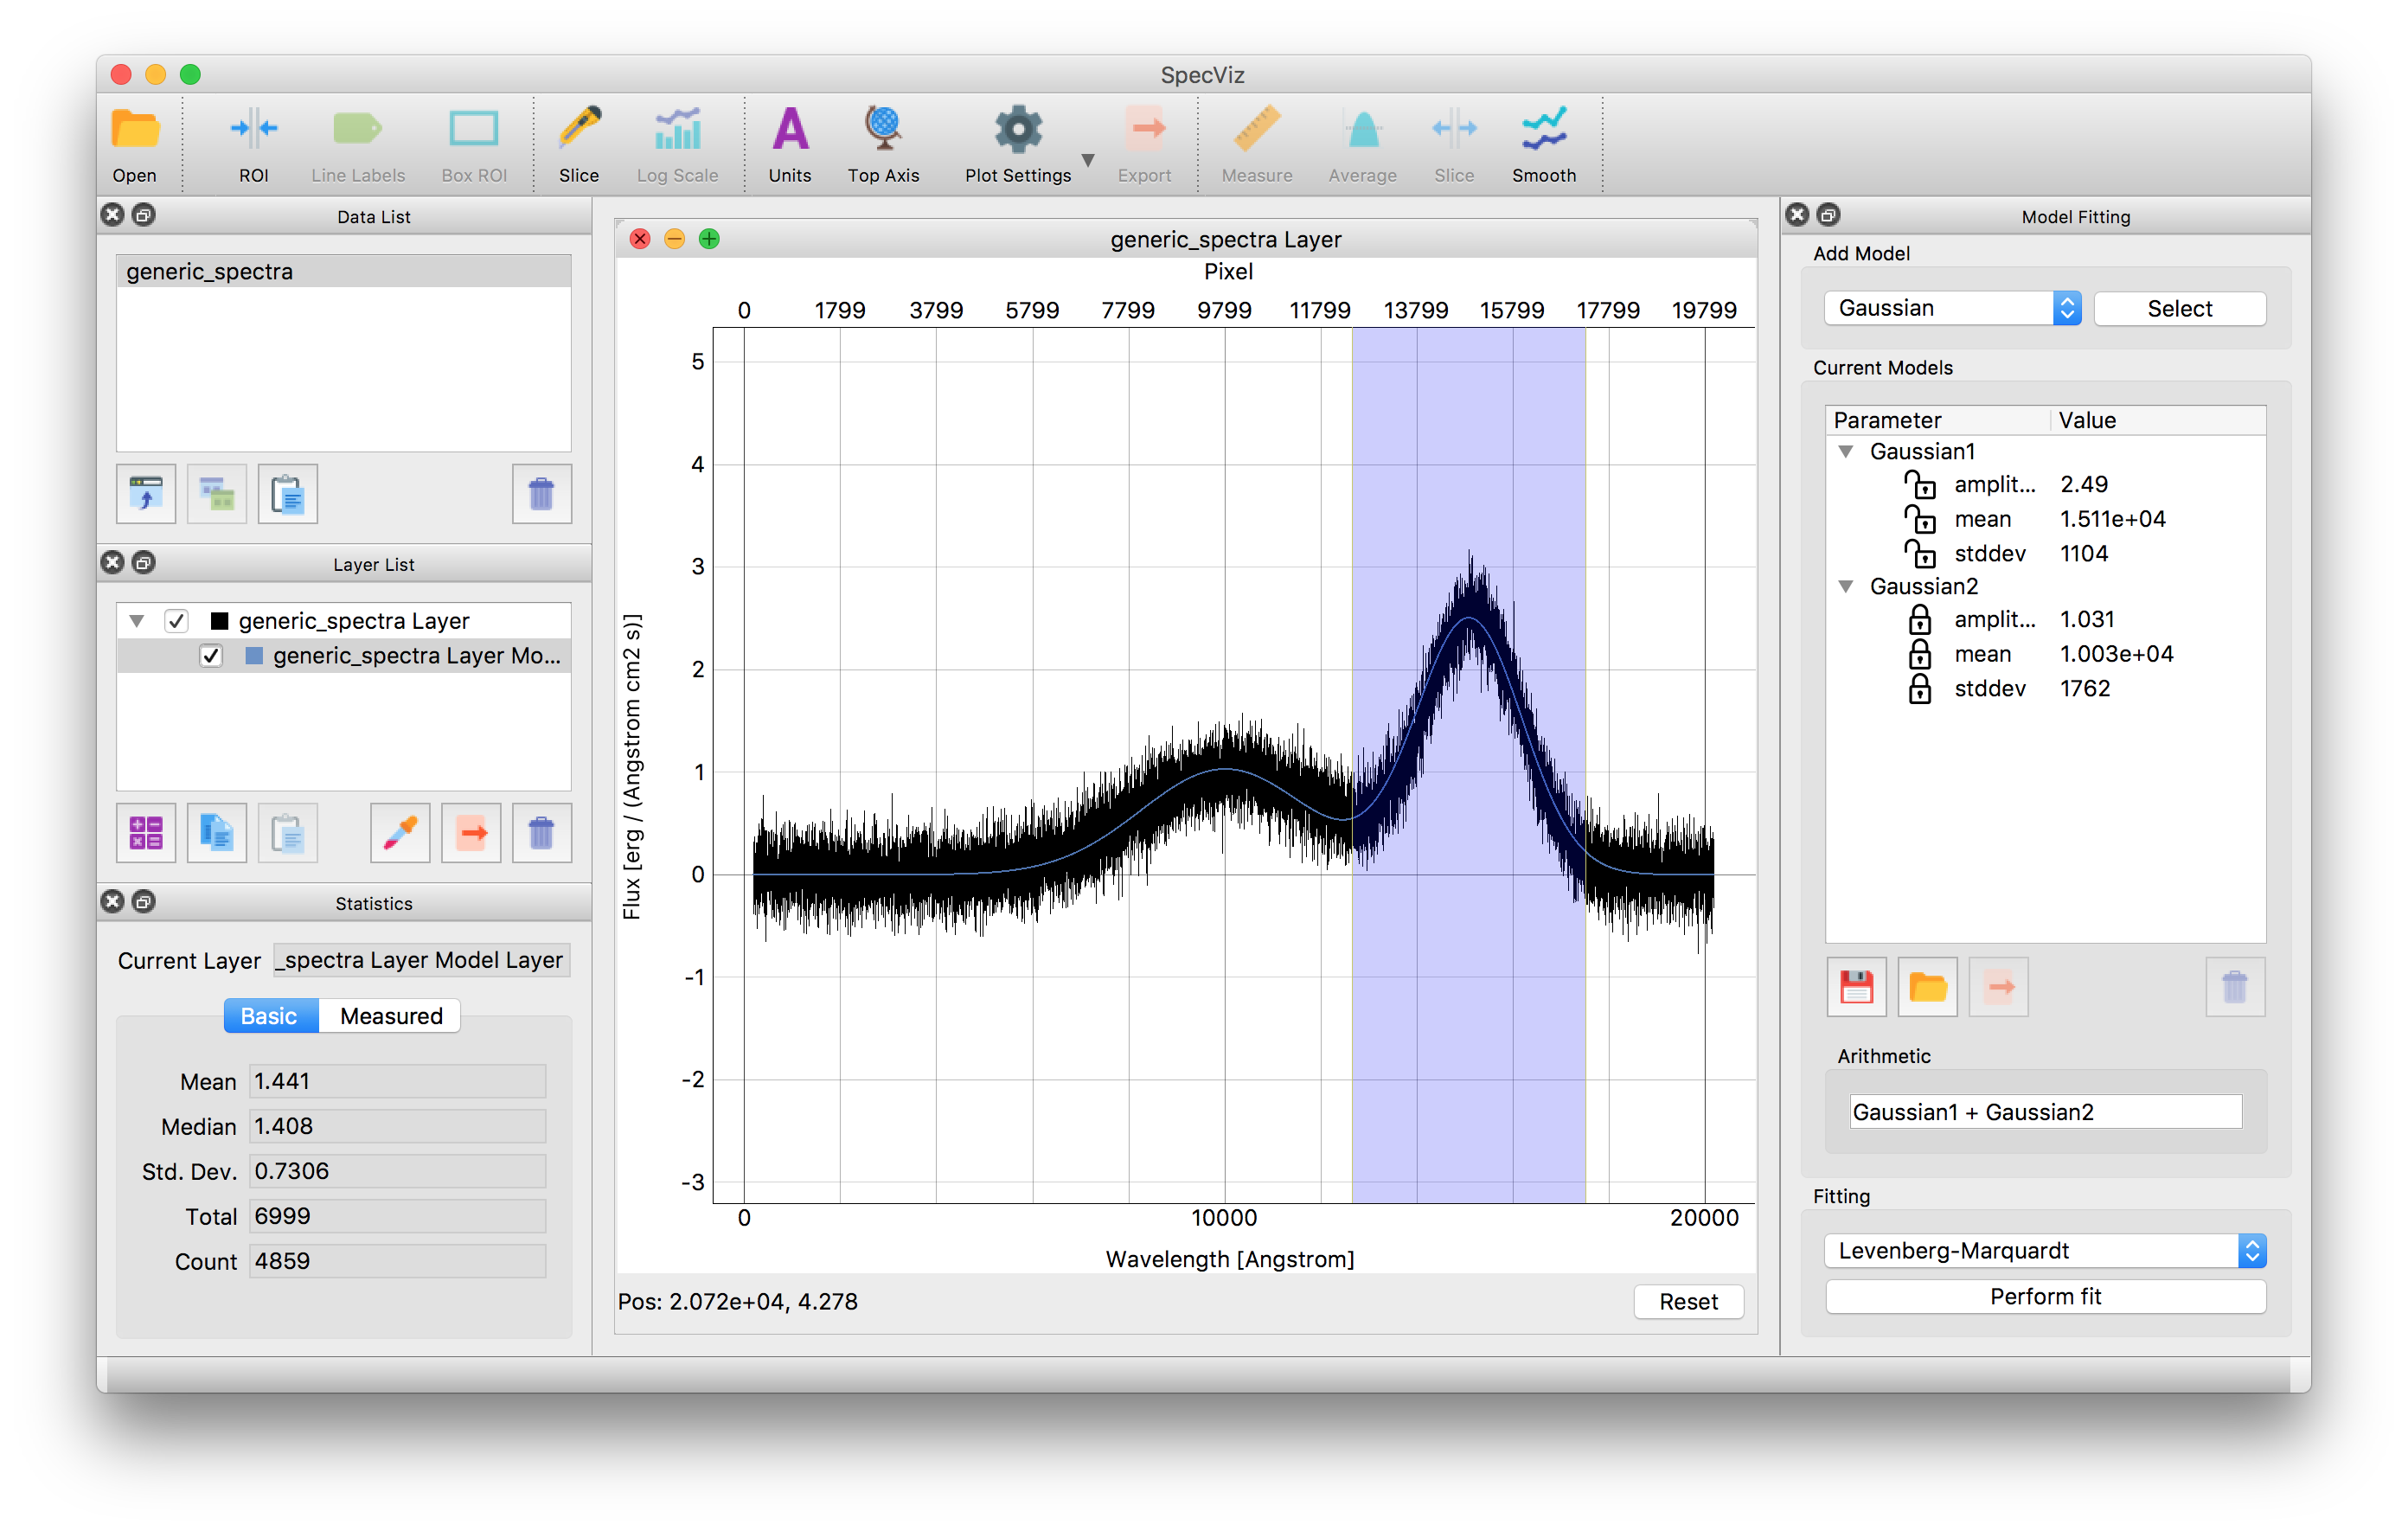 SpecViz
Open
ROI
Line Labels
Box ROI
Slice
Log Scale
Units
Top Axis
Plot Settings
Export
Measure
Average
Slice
Smooth
Data List
generic_spectra
Layer List
generic_spectra Layer
generic_spectra Layer Mo...
Statistics
Current Layer _spectra Layer Model Layer
Basic Measured
Mean 1.441
Median 1.408
Std. Dev. 0.7306
Total 6999
Count 4859
generic_spectra Layer
Pixel
0 1799 3799 5799 7799 9799 11799 13799 15799 17799 19799
5
4
3
2
1
0
-1
-2
-3
Flux [erg / (Angstrom cm2 s)]
0 10000 20000
Wavelength [Angstrom]
Pos: 2.072e+04, 4.278
Reset
Model Fitting
Add Model
Gaussian Select
Current Models
Parameter Value
Gaussian1
amplit... 2.49
mean 1.511e+04
stddev 1104
Gaussian2
amplit... 1.031
mean 1.003e+04
stddev 1762
Arithmetic
Gaussian1 + Gaussian2
Fitting
Levenberg-Marquardt
Perform fit